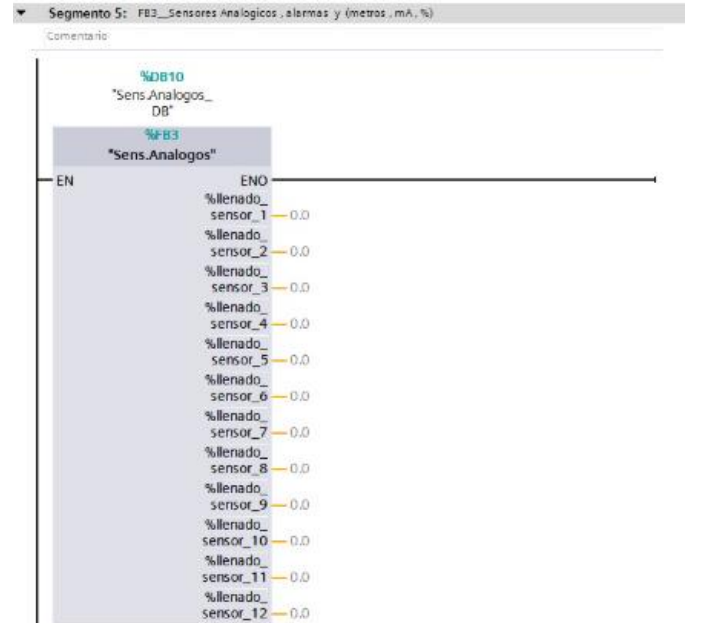 Segmento 5: FB3__Sensores Analogicos , alarmas y (metros , mA , %)
Comentario
%DB10
"Sens.Analogos_
DB"
%FB3
"Sens.Analogos"
EN ENO
%llenado_
sensor_1 0.0
%llenado_
sensor_2 0.0
%llenado_
sensor_3 0.0
%llenado_
sensor_4 0.0
%llenado_
sensor_5 0.0
%llenado_
sensor_6 0.0
%llenado_
sensor_7 0.0
%llenado_
sensor_8 0.0
%llenado_
sensor_9 0.0
%llenado_
sensor_10 0.0
%llenado_
sensor_11 0.0
%llenado_
sensor_12 0.0